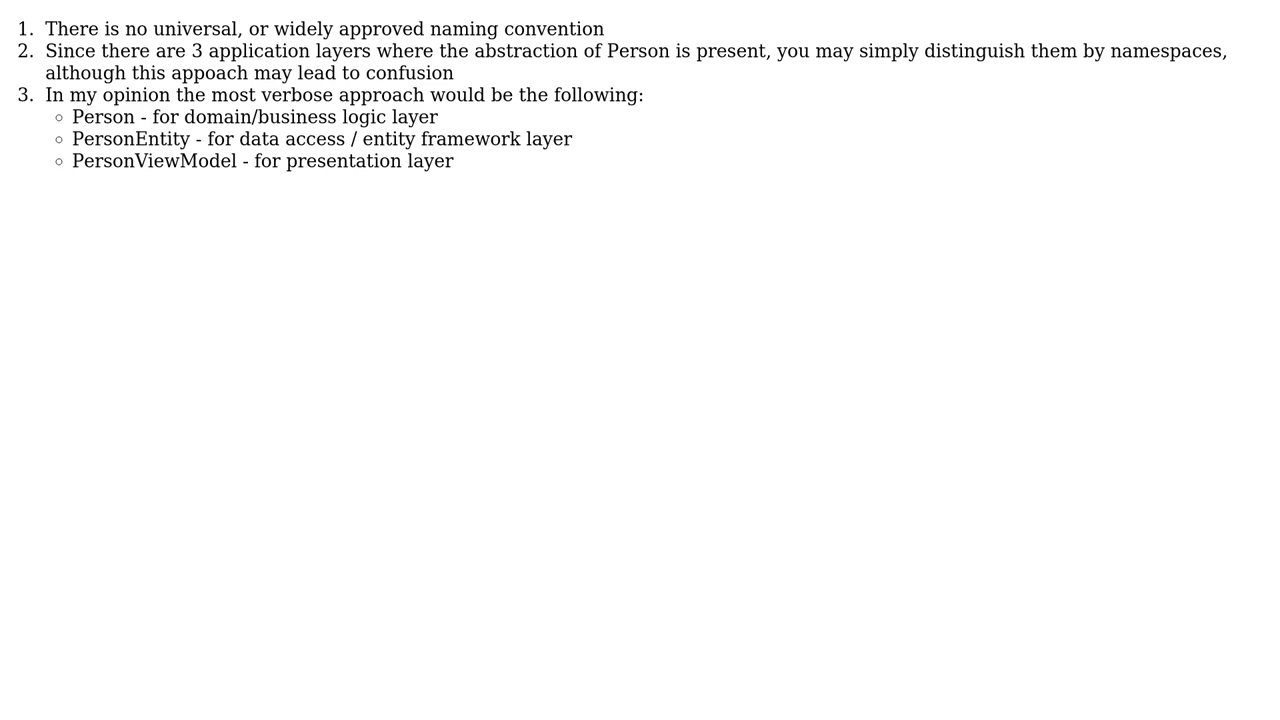 1. There is no universal, or widely approved naming convention
2. Since there are 3 application layers where the abstraction of Person is present, you may simply distinguish them by namespaces,
although this appoach may lead to confusion
3. In my opinion the most verbose approach would be the following:
◦ Person - for domain/business logic layer
◦ PersonEntity - for data access / entity framework layer
◦ PersonViewModel - for presentation layer